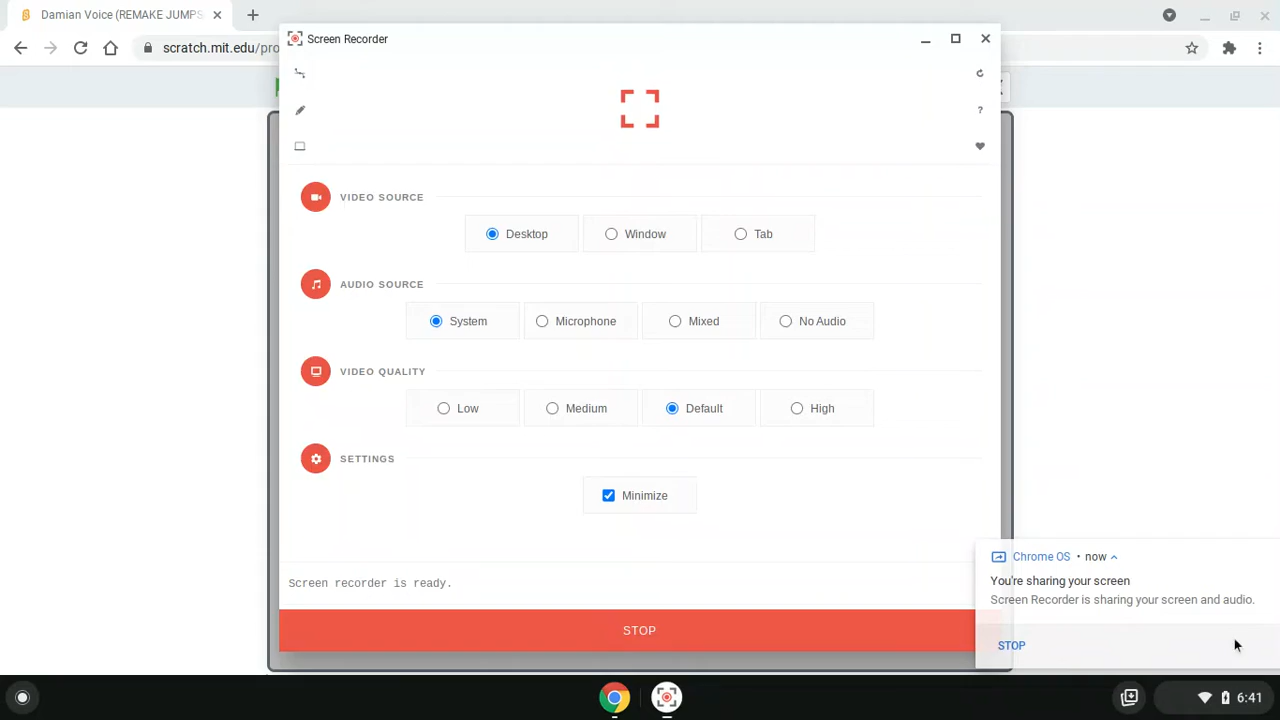 Damian Voice (REMAKE JUMPS
scratch.mit.edu/pro
Screen Recorder
?
VIDEO SOURCE
Desktop
Window
Tab
AUDIO SOURCE
System
Microphone
Mixed
No Audio
VIDEO QUALITY
Low
Medium
Default
High
SETTINGS
Minimize
Screen recorder is ready.
STOP
Chrome OS • now
You're sharing your screen
Screen Recorder is sharing your screen and audio.
STOP
6:41